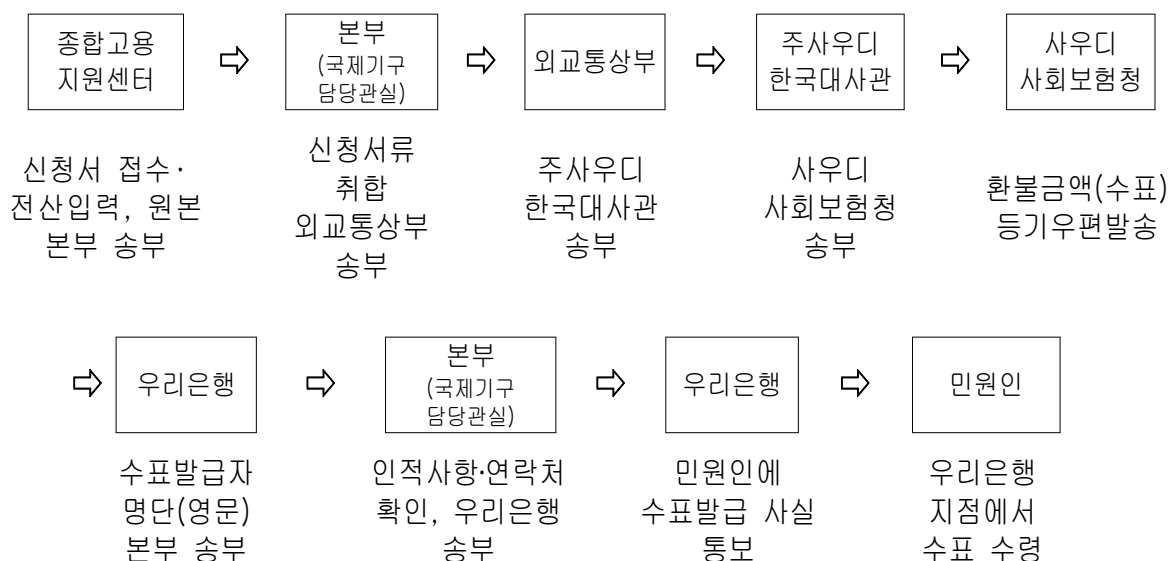 종합고용
지원센터
⇨
본부
(국제기구
담당관실)
⇨
외교통상부
⇨
주사우디
한국대사관
⇨
사우디
사회보험청
신청서 접수·
전산입력, 원본
본부 송부
신청서류
취합
외교통상부
송부
주사우디
한국대사관
송부
사우디
사회보험청
송부
환불금액(수표)
등기우편발송
⇨
우리은행
⇨
본부
(국제기구
담당관실)
⇨
우리은행
⇨
민원인
수표발급자
명단(영문)
본부 송부
인적사항·연락처
확인, 우리은행
송부
민원인에
수표발급 사실
통보
우리은행
지점에서
수표 수령